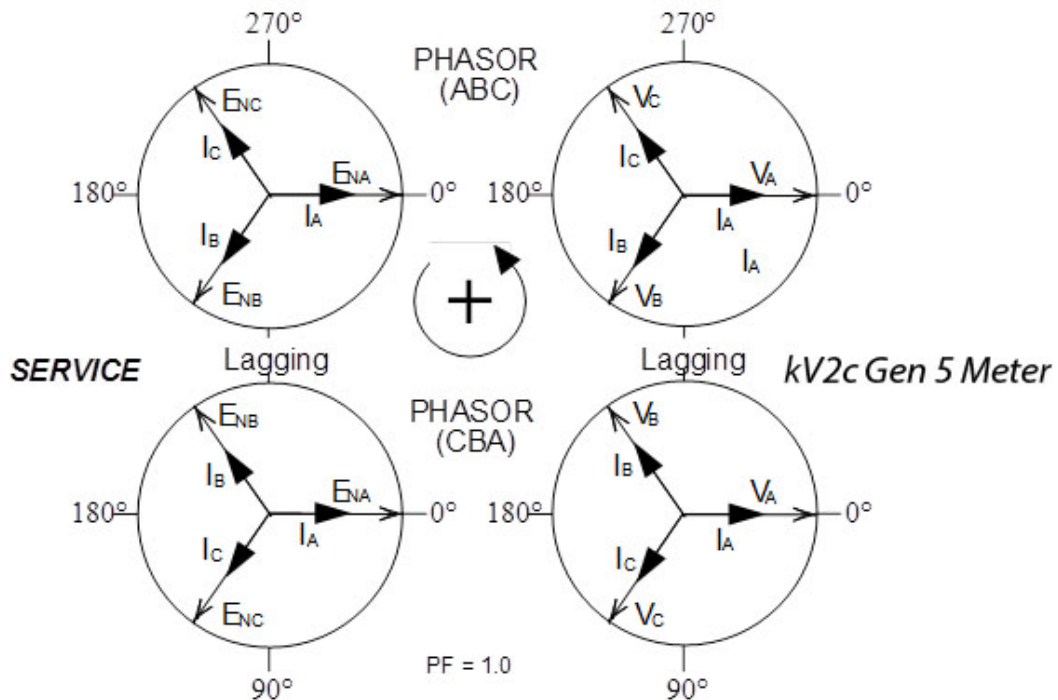 270°
PHASOR
(ABC)
270°
ENC
IC
ENA
180°
0°
IA
IB
ENB
VC
IC
VA
180°
0°
IA
IB
IA
VB
+
SERVICE
Lagging
Lagging
kV2c Gen 5 Meter
PHASOR
(CBA)
ENB
IB
ENA
180°
0°
IA
IC
ENC
VB
IB
VA
180°
0°
IA
IC
VC
PF = 1.0
90°
90°